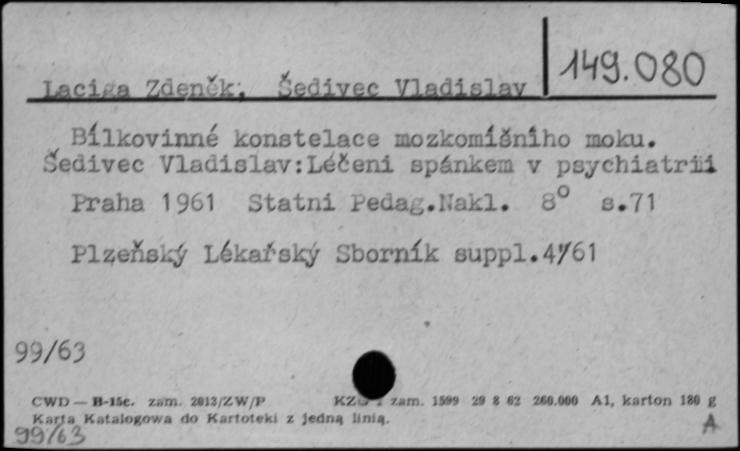 149.080
Laciga Zdeněk, Šedivec Vladislav
Bílkovinné konstelace mozkomíšního moku.
Šedivec Vladislav:Léčeni spánkem v psychiatrii
Praha 1961 Statni Pedag.Nakl. 8° s.71
Plzeňský Lékařský Sborník suppl.4/61
99/63
CWD — B-15c. zam. 2813/ZW/P zam. 1599 29 8 62 260.000 A1, karton 180 g
Karta Katalogowa do Kartoteki z jedną linią.
99/63 A